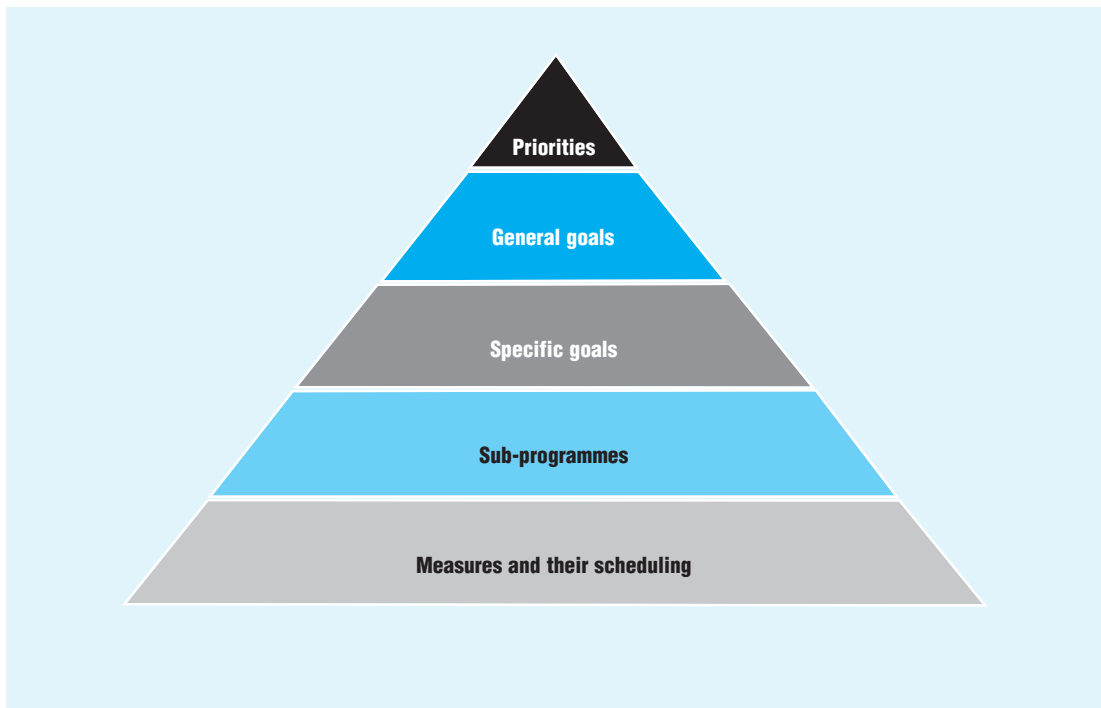 Priorities
General goals
Specific goals
Sub-programmes
Measures and their scheduling